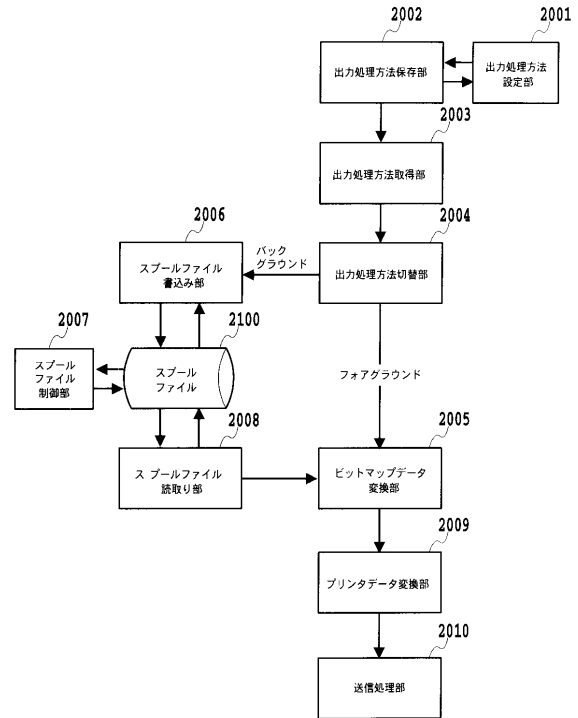 2002
2001
出力処理方法保存部
出力処理方法
設定部
2003
出力処理方法取得部
2006
2004
バック
グラウンド
スプールファイル
書込み部
出力処理方法切替部
2007
2100
スプール
ファイル
制御部
スプール
ファイル
フォアグラウンド
2008
2005
ス プールファイル
読取り部
ビットマップデータ
変換部
2009
プリンタデータ変換部
2010
送信処理部